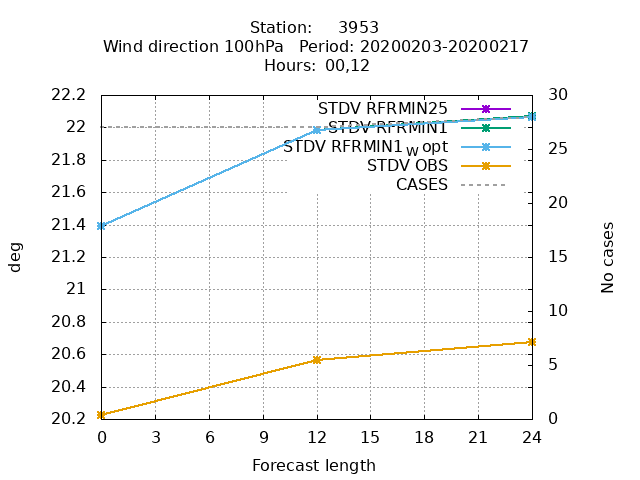 Station: 3953
Wind direction 100hPa Period: 20200203-20200217
Hours: 00,12
22.2
22
21.8
21.6
21.4
21.2
21
20.8
20.6
20.4
20.2
deg
STDV RFRMIN25
STDV RFRMIN1
STDV RFRMIN1wopt
STDV OBS
CASES
30
25
20
15
10
5
0
No cases
0 3 6 9 12 15 18 21 24
Forecast length